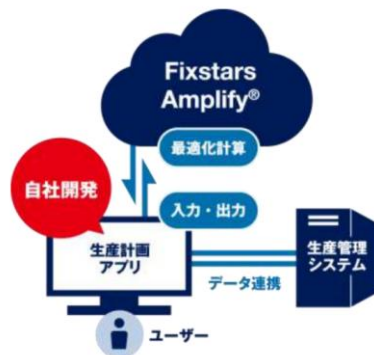 Fixstars
Amplify®
最適化計算
自社開発
入力・出力
生産計画
アプリ
生産管理
システム
データ連携
ユーザー